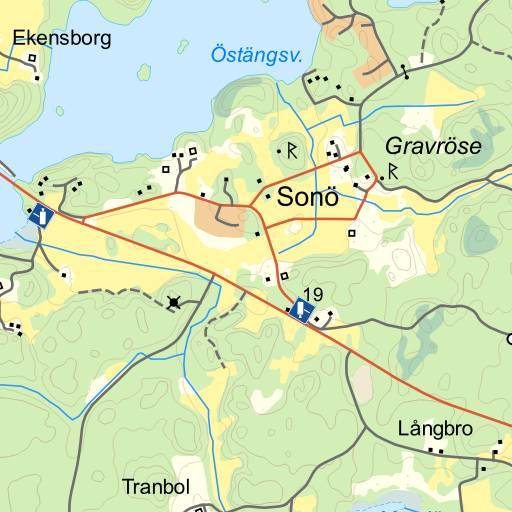 Ekensborg
Östängsv.
Gravröse
R
R
Sonö
19
Långbro
Tranbol